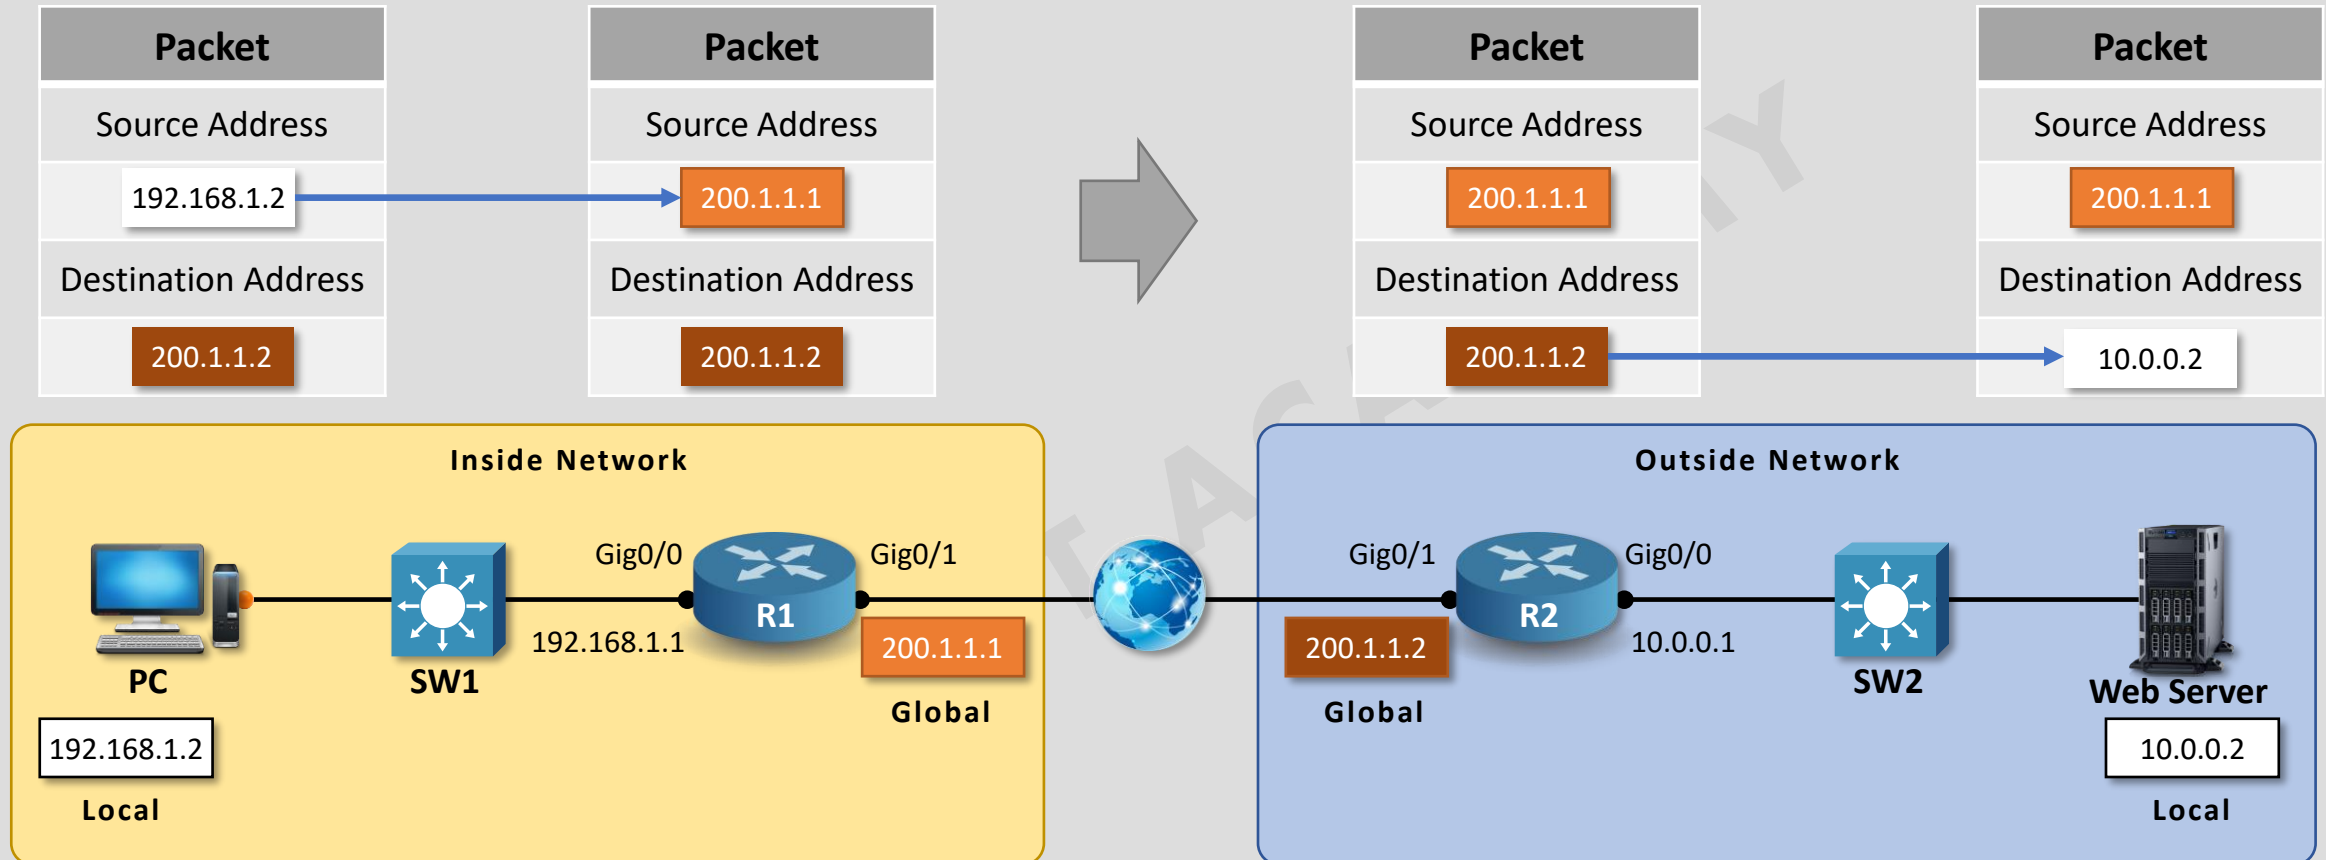 Packet
Source Address
192.168.1.2
Destination Address
200.1.1.2
Packet
Source Address
200.1.1.1
Destination Address
200.1.1.2
Packet
Source Address
200.1.1.1
Destination Address
200.1.1.2
Packet
Source Address
200.1.1.1
Destination Address
10.0.0.2
Inside Network
Gig0/0
Gig0/1
R1
192.168.1.1
200.1.1.1
PC
SW1
Global
192.168.1.2
Local
Outside Network
Gig0/1
Gig0/0
R2
200.1.1.2
10.0.0.1
SW2
Web Server
Global
10.0.0.2
Local